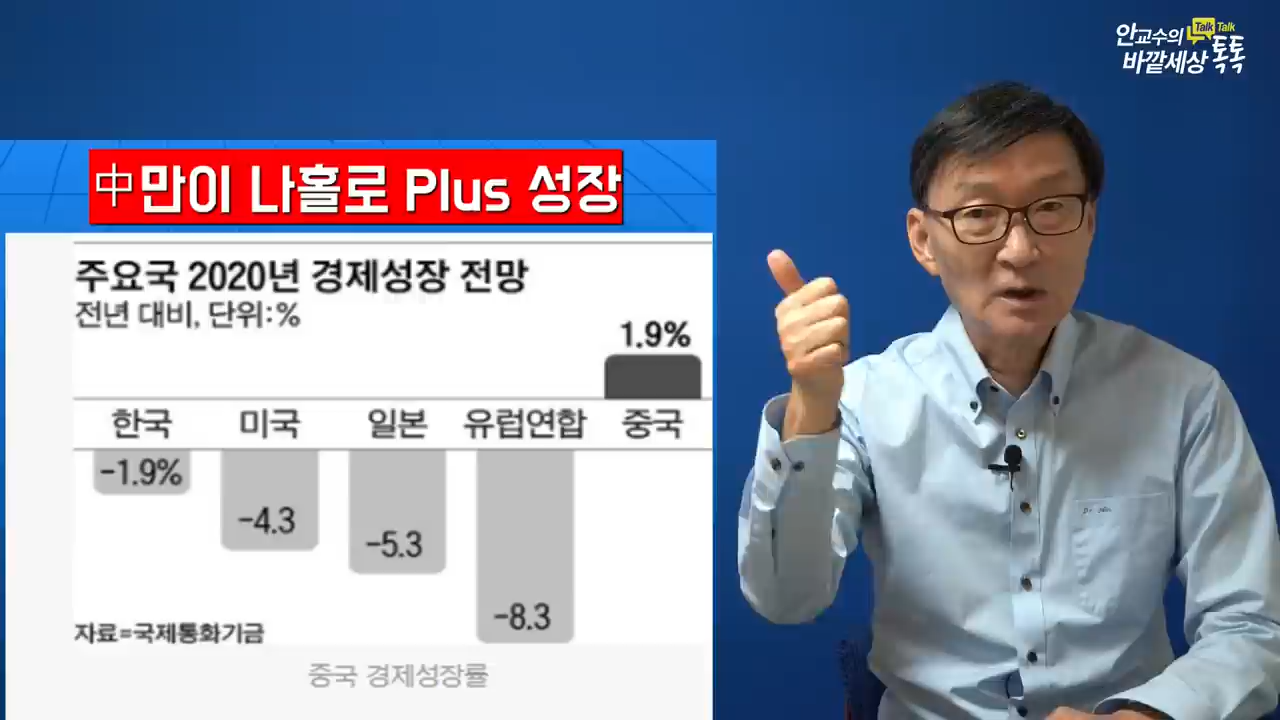 안교수의 Talk Talk
바깥세상 톡톡
中만이 나홀로 Plus 성장
주요국 2020년 경제성장 전망
전년 대비, 단위:%
1.9%
한국 미국 일본 유럽연합 중국
-1.9%
-4.3
-5.3
-8.3
자료=국제통화기금
중국 경제성장률